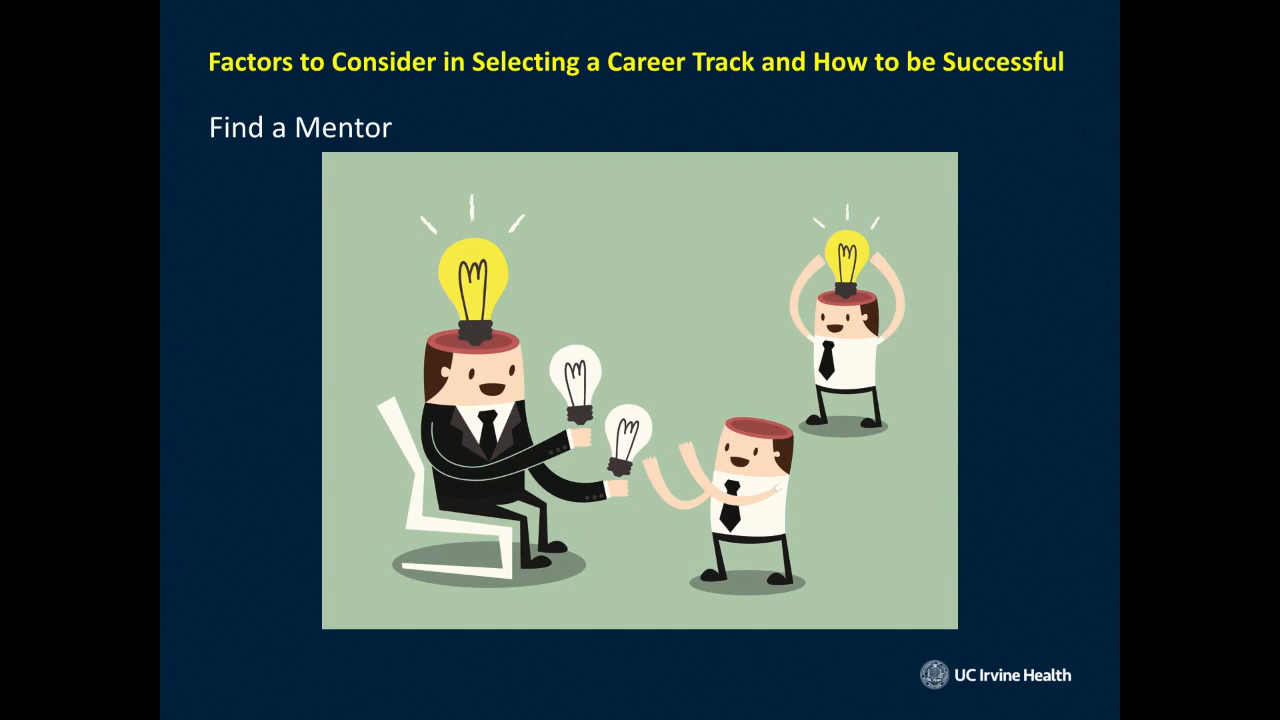 Factors to Consider in Selecting a Career Track and How to be Successful
Find a Mentor
UC Irvine Health